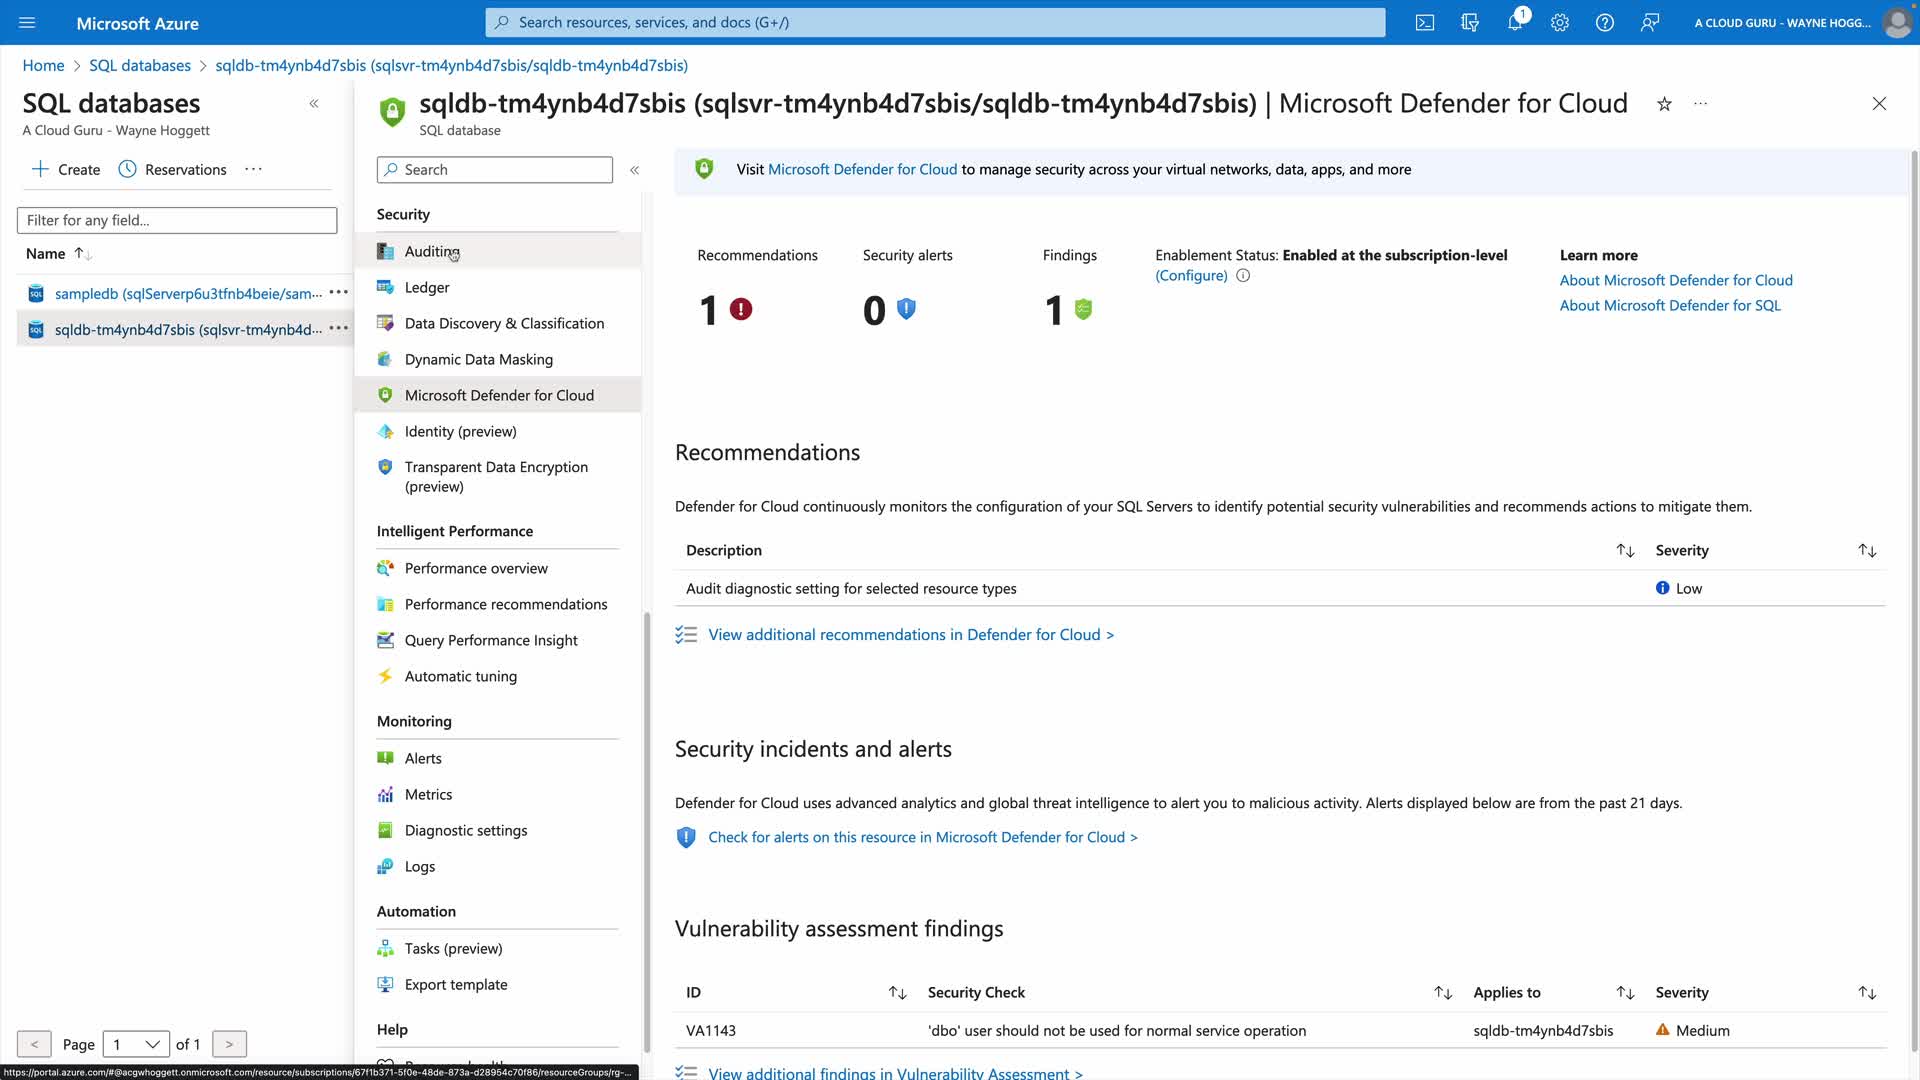 Microsoft Azure
Search resources, services, and docs (G+/)
1
A CLOUD GURU - WAYNE HOGG...
Home > SQL databases > sqldb-tm4ynb4d7sbis (sqlsvr-tm4ynb4d7sbis/sqldb-tm4ynb4d7sbis)
SQL databases
A Cloud Guru - Wayne Hoggett
Create
Reservations
Filter for any field...
Name
sampledb (sqlServerp6u3tfnb4beie/sam...
sqldb-tm4ynb4d7sbis (sqlsvr-tm4ynb4d...
< Page 1 of 1 >
sqldb-tm4ynb4d7sbis (sqlsvr-tm4ynb4d7sbis/sqldb-tm4ynb4d7sbis) | Microsoft Defender for Cloud
SQL database
Search
Security
Auditing
Ledger
Data Discovery & Classification
Dynamic Data Masking
Microsoft Defender for Cloud
Identity (preview)
Transparent Data Encryption
(preview)
Intelligent Performance
Performance overview
Performance recommendations
Query Performance Insight
Automatic tuning
Monitoring
Alerts
Metrics
Diagnostic settings
Logs
Automation
Tasks (preview)
Export template
Help
Visit Microsoft Defender for Cloud to manage security across your virtual networks, data, apps, and more
Recommendations
1
Security alerts
0
Findings
1
Enablement Status: Enabled at the subscription-level
(Configure)
Learn more
About Microsoft Defender for Cloud
About Microsoft Defender for SQL
Recommendations
Defender for Cloud continuously monitors the configuration of your SQL Servers to identify potential security vulnerabilities and recommends actions to mitigate them.
Description Severity
Audit diagnostic setting for selected resource types Low
View additional recommendations in Defender for Cloud >
Security incidents and alerts
Defender for Cloud uses advanced analytics and global threat intelligence to alert you to malicious activity. Alerts displayed below are from the past 21 days.
Check for alerts on this resource in Microsoft Defender for Cloud >
Vulnerability assessment findings
ID Security Check Applies to Severity
VA1143 'dbo' user should not be used for normal service operation sqldb-tm4ynb4d7sbis Medium
View additional findings in Vulnerability Assessment >
https://portal.azure.com/#@acgwhoggett.onmicrosoft.com/resource/subscriptions/67f1b371-5f0e-48de-873a-d28954c70f86/resourceGroups/rg-...